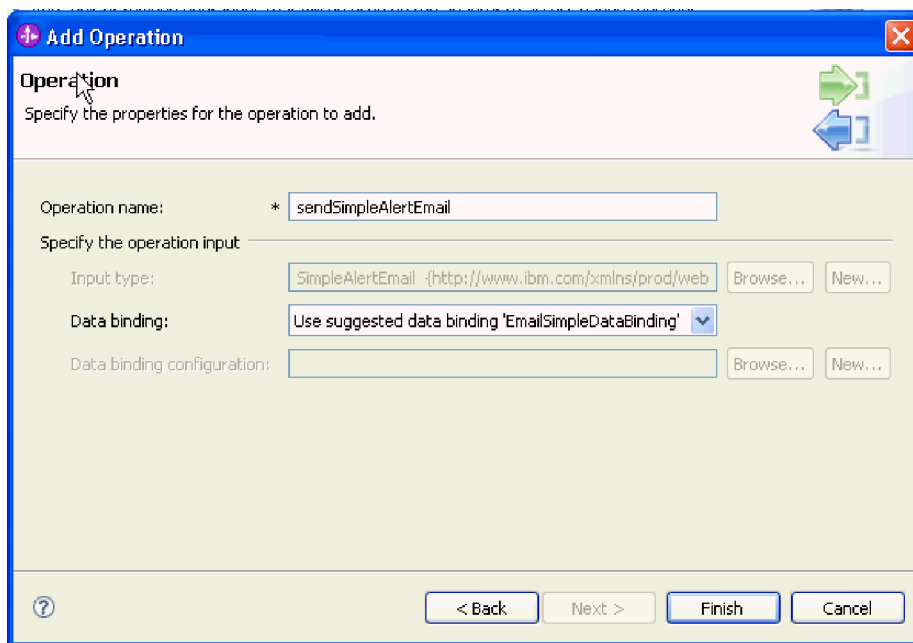 Add Operation
Operation
Specify the properties for the operation to add.
Operation name: * sendSimpleAlertEmail
Specify the operation input
Input type: SimpleAlertEmail {http://www.ibm.com/xmlns/prod/web Browse... New...
Data binding: Use suggested data binding 'EmailSimpleDataBinding'
Data binding configuration: Browse... New...
? < Back Next > Finish Cancel